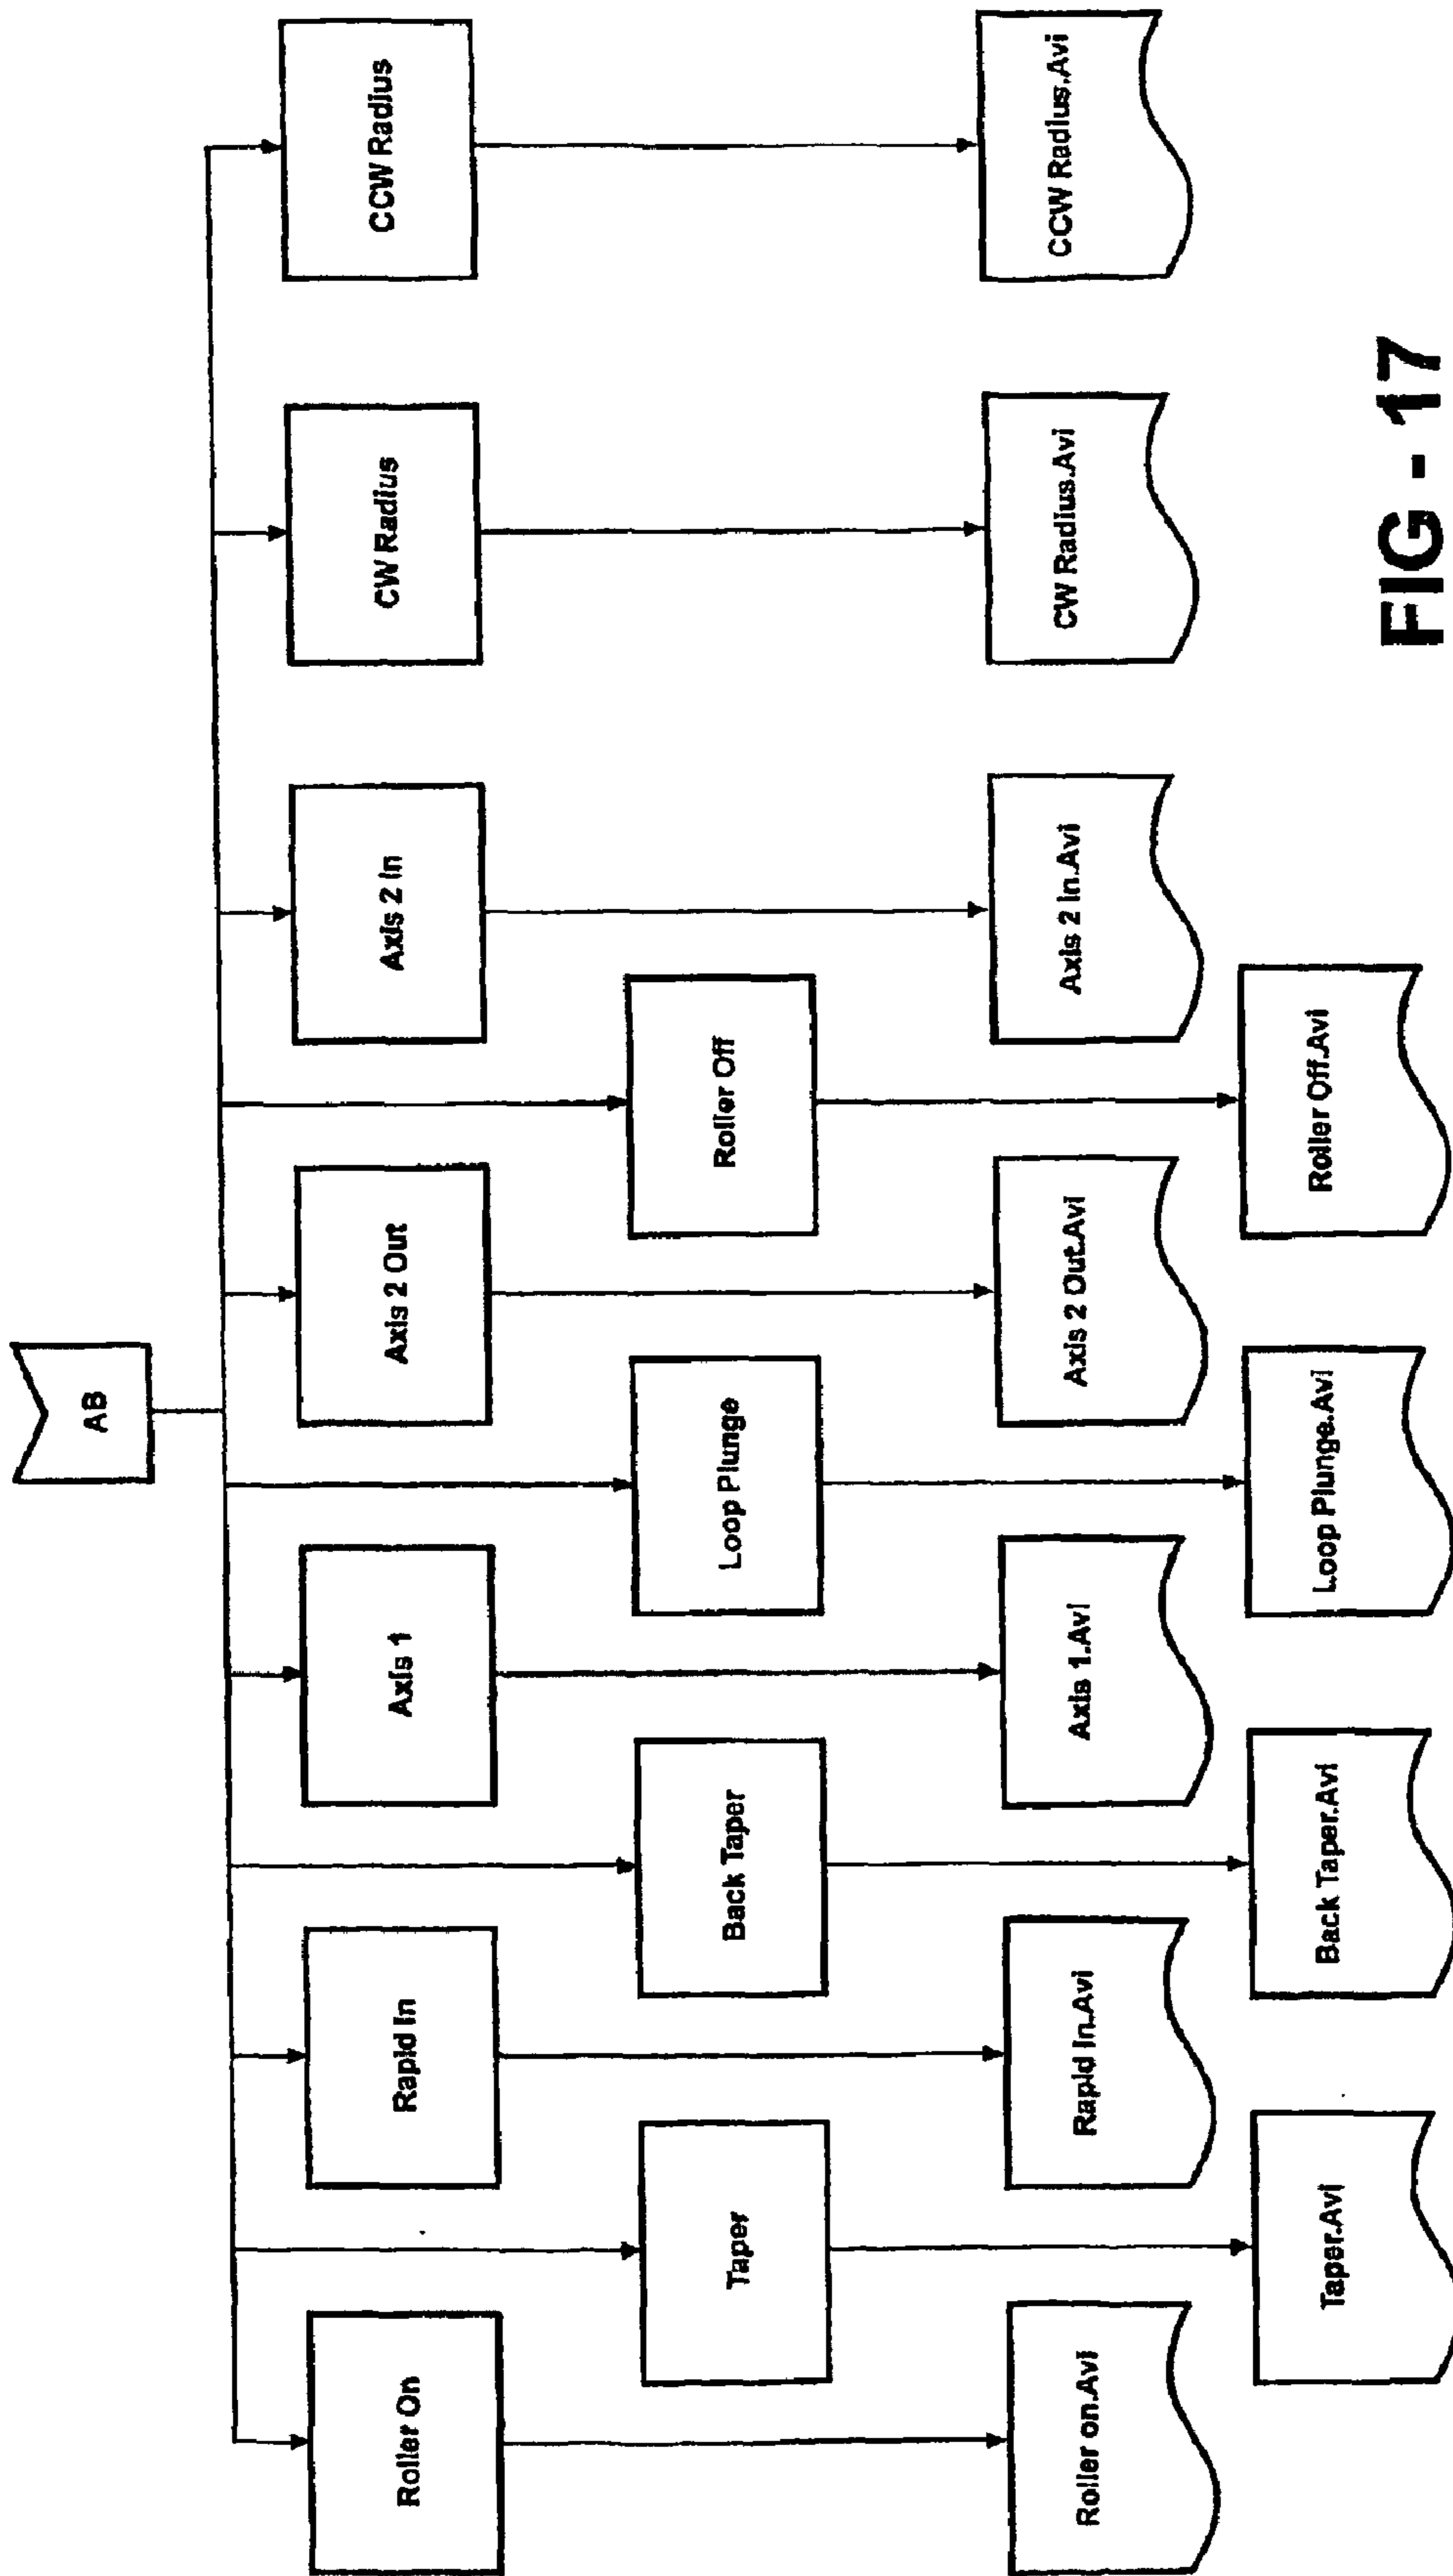 AB
Roller On
Rapid In
Axis 1
Axis 2 Out
Axis 2 In
CW Radius
CCW Radius
Taper
Back Taper
Loop Plunge
Roller Off
Roller on.Avi
Rapid In.Avi
Axis 1.Avi
Axis 2 Out.Avi
Axis 2 In.Avi
CW Radius.Avi
CCW Radius.Avi
Taper.Avi
Back Taper.Avi
Loop Plunge.Avi
Roller Off.Avi
FIG - 17